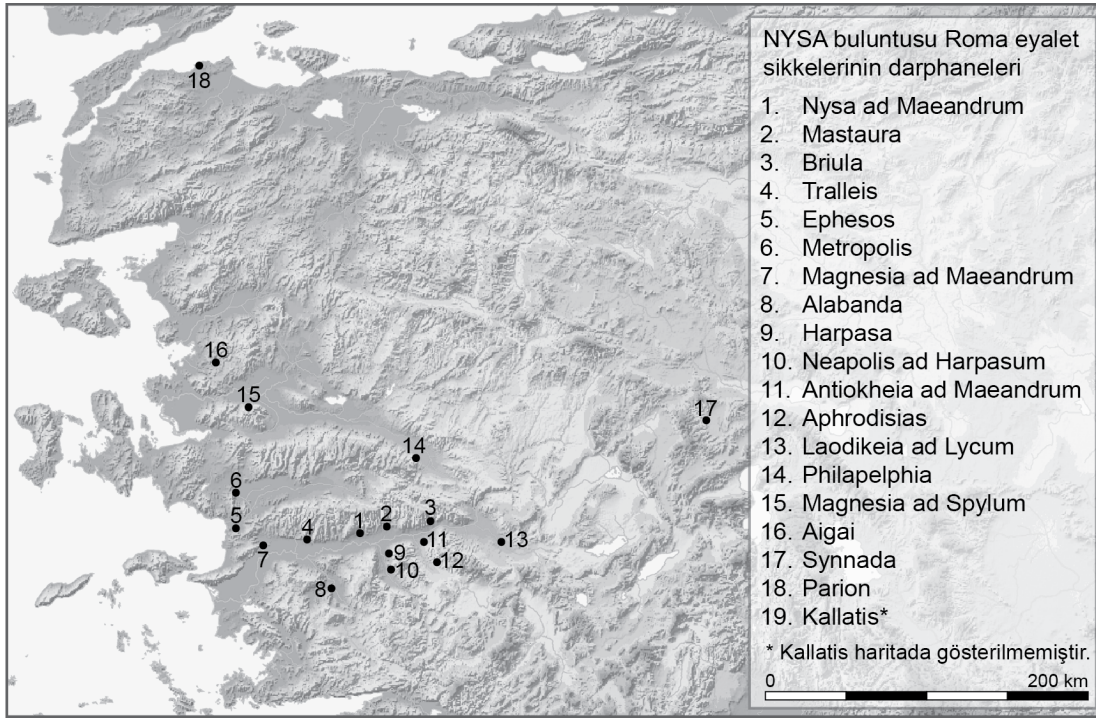 NYSA buluntusu Roma eyalet
sikkelerinin darphaneleri
1. Nysa ad Maeandrum
2. Mastaura
3. Briula
4. Tralleis
5. Ephesos
6. Metropolis
7. Magnesia ad Maeandrum
8. Alabanda
9. Harpasa
10. Neapolis ad Harpasum
11. Antiokheia ad Maeandrum
12. Aphrodisias
13. Laodikeia ad Lycum
14. Philapelphia
15. Magnesia ad Spylum
16. Aigai
17. Synnada
18. Parion
19. Kallatis*
* Kallatis haritada gösterilmemiştir.
0 200 km
18
16
15
17
14
6
5
3
2
1
4
11
13
7
9
12
10
8